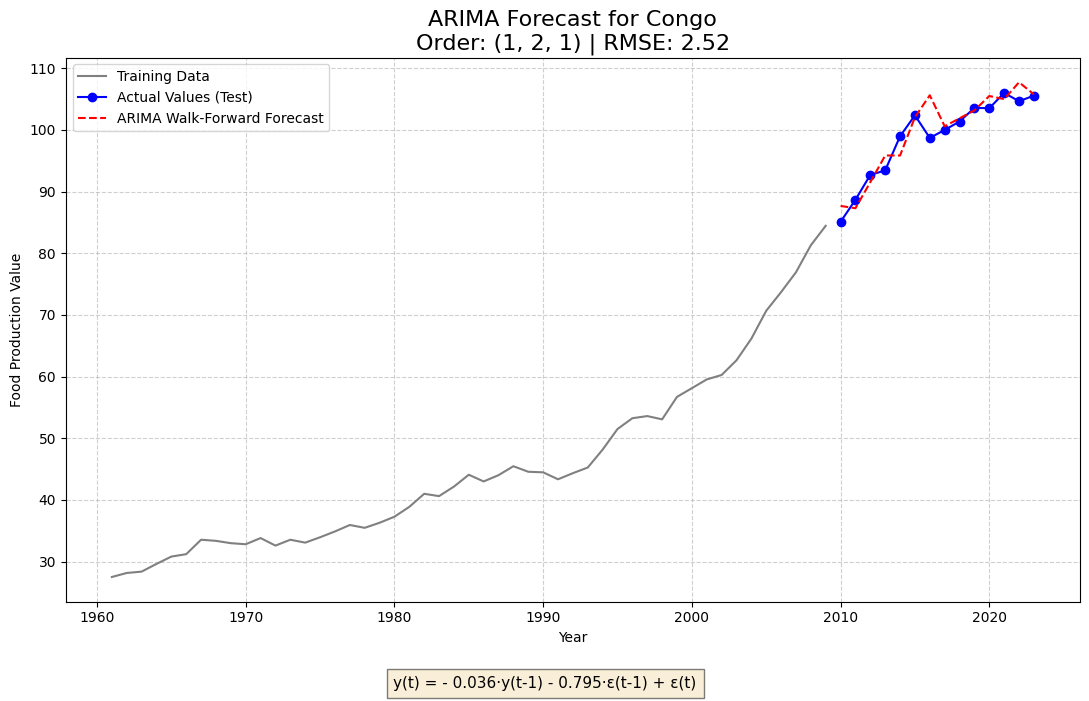 ARIMA Forecast for Congo
Order: (1, 2, 1) | RMSE: 2.52
Training Data
Actual Values (Test)
ARIMA Walk-Forward Forecast
Food Production Value
110
100
90
80
70
60
50
40
30
1960
1970
1980
1990
2000
2010
2020
Year
y(t) = - 0.036·y(t-1) - 0.795·ε(t-1) + ε(t)